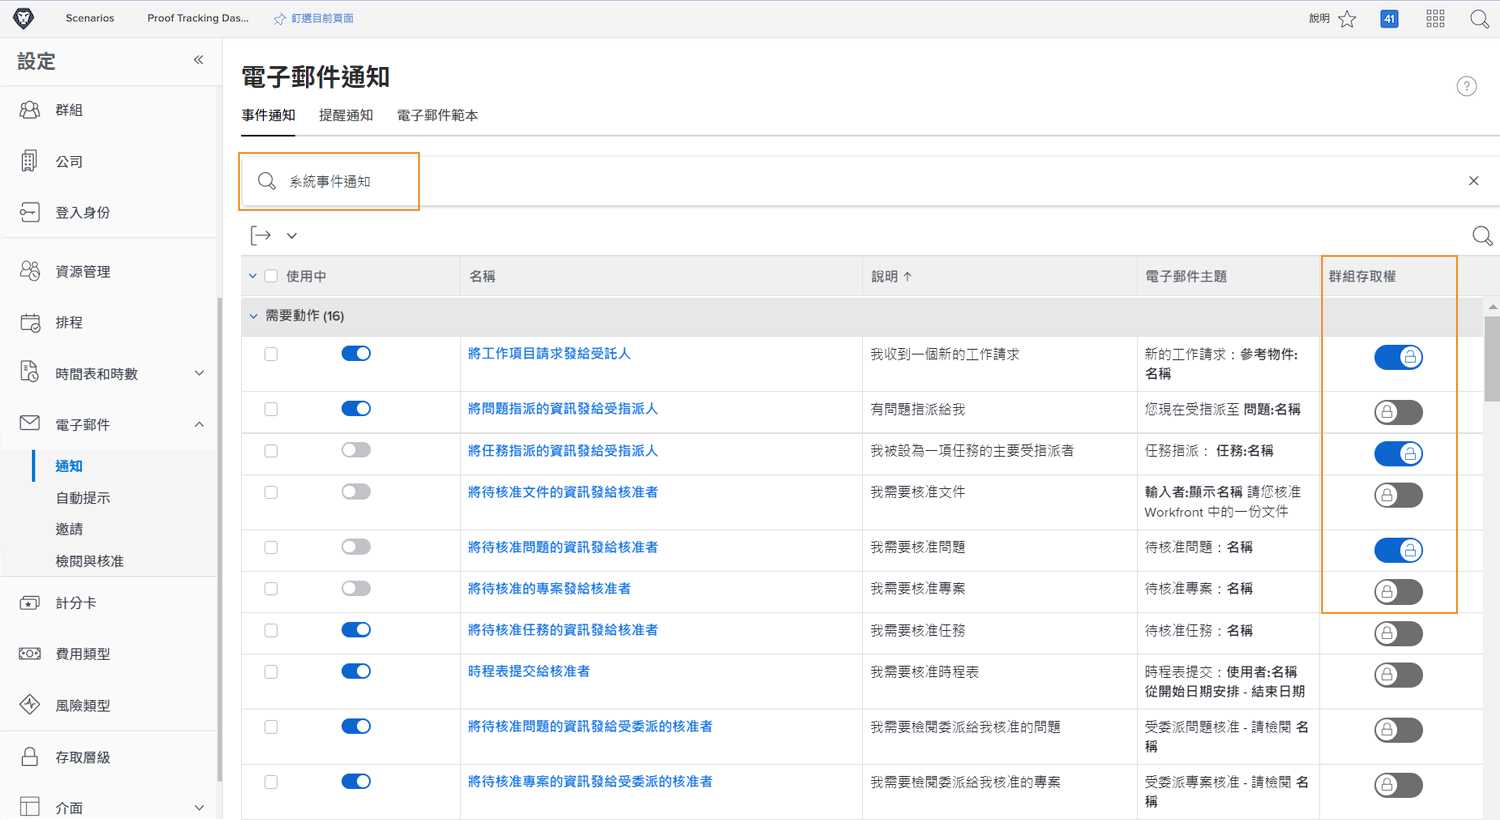 Scenarios
Proof Tracking Das...
釘選目前頁面
說明
41
設定
群組
公司
登入身份
資源管理
排程
時間表和時數
電子郵件
通知
自動提示
邀請
檢閱與核准
計分卡
費用類型
風險類型
存取層級
介面
電子郵件通知
?
事件通知 提醒通知 電子郵件範本
系統事件通知
使用中 名稱 說明 電子郵件主題 群組存取權
需要動作 (16)
將工作項目請求發給受託人 我收到一個新的工作請求 新的工作請求：參考物件:
名稱
將問題指派的資訊發給受指派人 有問題指派給我 您現在受指派至 問題:名稱
將任務指派的資訊發給受指派人 我被設為一項任務的主要受指派者 任務指派： 任務:名稱
將待核准文件的資訊發給核准者 我需要核准文件 輸入者:顯示名稱 請您核准
Workfront 中的一份文件
將待核准問題的資訊發給核准者 我需要核准問題 待核准問題：名稱
將待核准的專案發給核准者 我需要核准專案 待核准專案：名稱
將待核准任務的資訊發給核准者 我需要核准任務 待核准任務：名稱
時程表提交給核准者 我需要核准時程表 時程表提交：使用者:名稱
從開始日期安排 - 結束日期
將待核准問題的資訊發給受委派的核准者 我需要檢閱委派給我核准的問題 受委派問題核准 - 請檢閱 名
稱
將待核准專案的資訊發給受委派的核准者 我需要檢閱委派給我核准的專案 受委派專案核准 - 請檢閱 名
稱